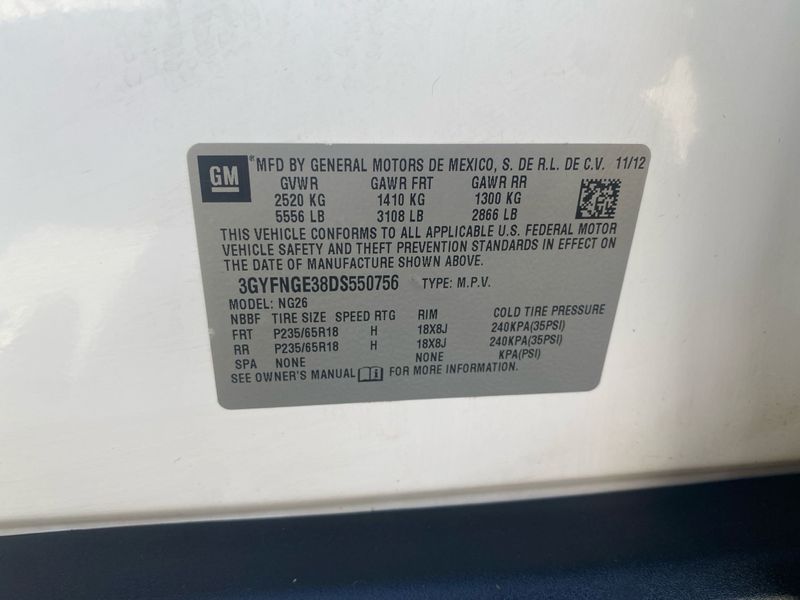 GM ® MFD BY GENERAL MOTORS DE MEXICO, S. DE R.L. DE C.V. 11/12
GVWR GAWR FRT GAWR RR
2520 KG 1410 KG 1300 KG
5556 LB 3108 LB 2866 LB
THIS VEHICLE CONFORMS TO ALL APPLICABLE U.S. FEDERAL MOTOR
VEHICLE SAFETY AND THEFT PREVENTION STANDARDS IN EFFECT ON
THE DATE OF MANUFACTURE SHOWN ABOVE.
3GYFNGE38DS550756 TYPE: M.P.V.
MODEL: NG26
NBBF TIRE SIZE SPEED RTG RIM COLD TIRE PRESSURE
FRT P235/65R18 H 18X8J 240KPA(35PSI)
RR P235/65R18 H 18X8J 240KPA(35PSI)
SPA NONE NONE KPA(PSI)
SEE OWNER'S MANUAL FOR MORE INFORMATION.